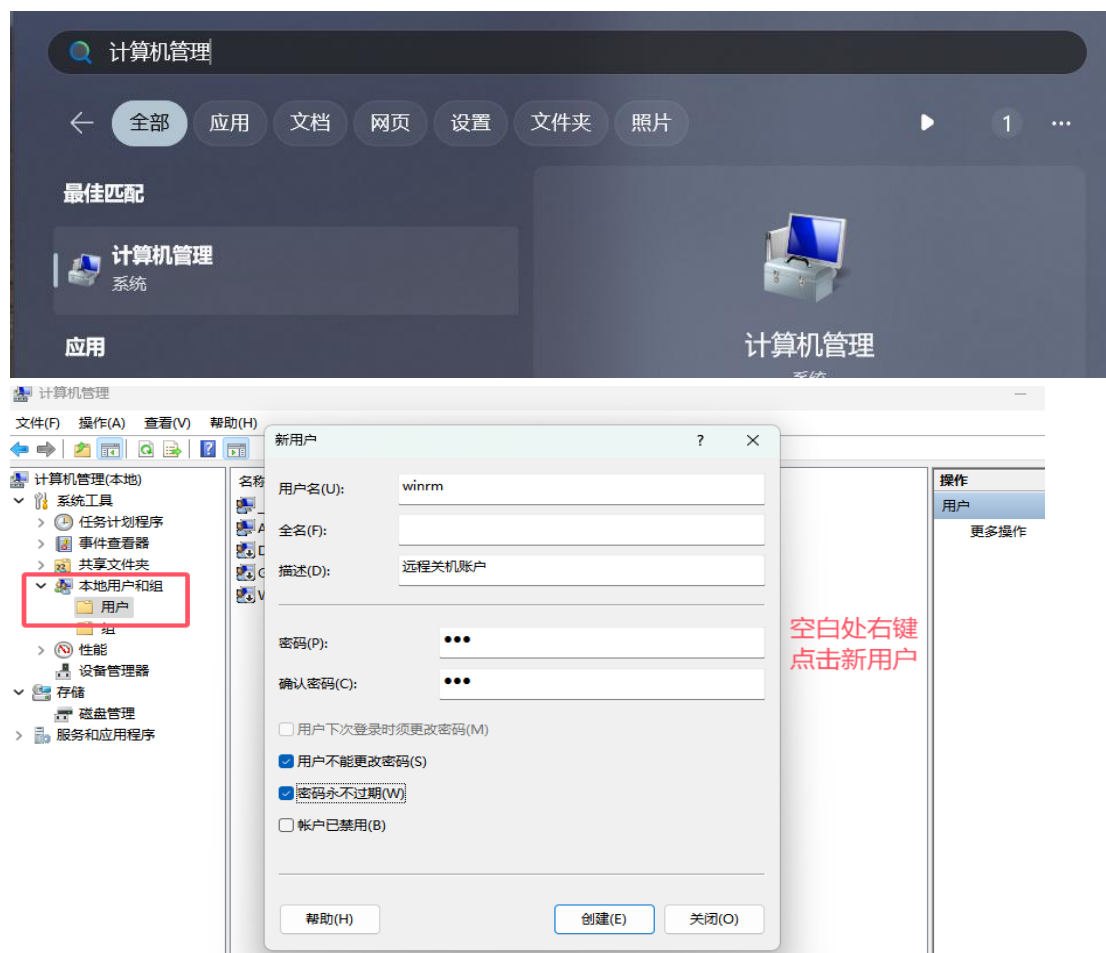 计算机管理
全部 应用 文档 网页 设置 文件夹 照片 1 ...
最佳匹配
计算机管理
系统
应用
计算机管理
系统
计算机管理
文件(F) 操作(A) 查看(V) 帮助(H)
计算机管理(本地)
系统工具
任务计划程序
事件查看器
共享文件夹
本地用户和组
用户
组
性能
设备管理器
存储
磁盘管理
服务和应用程序
名称
新用户 ?
用户名(U): winrm
全名(F):
描述(D): 远程关机账户
密码(P): ●●●
确认密码(C): ●●●
用户下次登录时须更改密码(M)
用户不能更改密码(S)
密码永不过期(W)
帐户已禁用(B)
帮助(H) 创建(E) 关闭(O)
空白处右键
点击新用户
操作
用户
更多操作